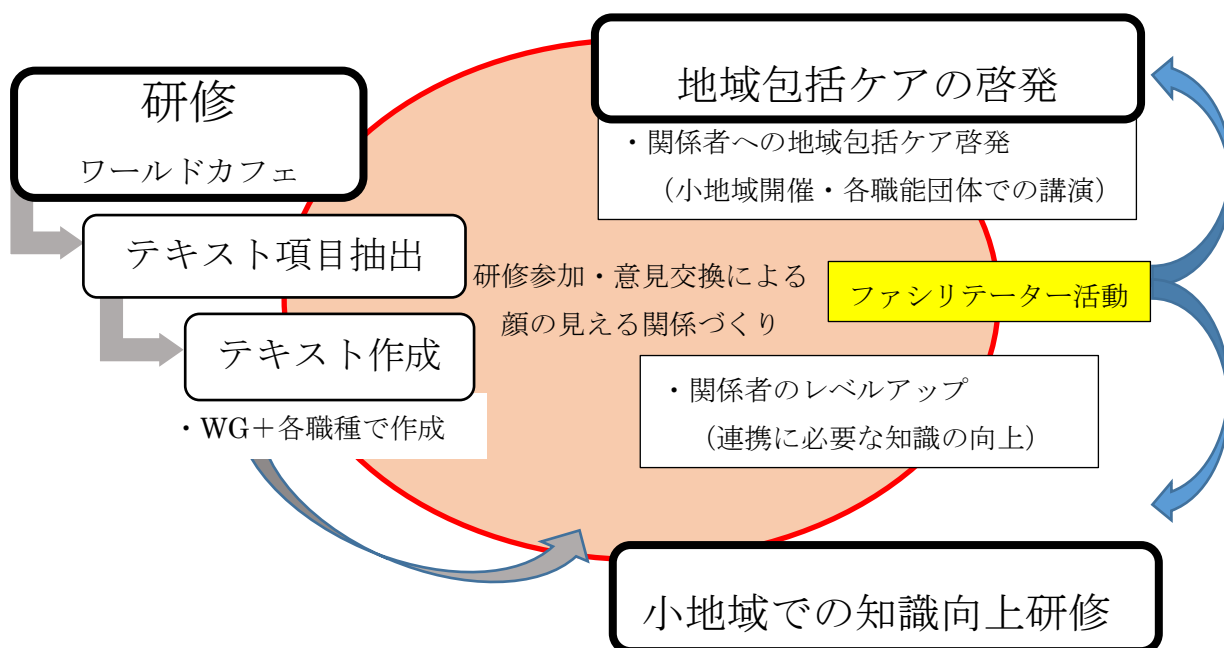 研修
ワールドカフェ
テキスト項目抽出
テキスト作成
・WG＋各職種で作成
地域包括ケアの啓発
・関係者への地域包括ケア啓発
（小地域開催・各職能団体での講演）
研修参加・意見交換による
顔の見える関係づくり
ファシリテーター活動
・関係者のレベルアップ
（連携に必要な知識の向上）
小地域での知識向上研修